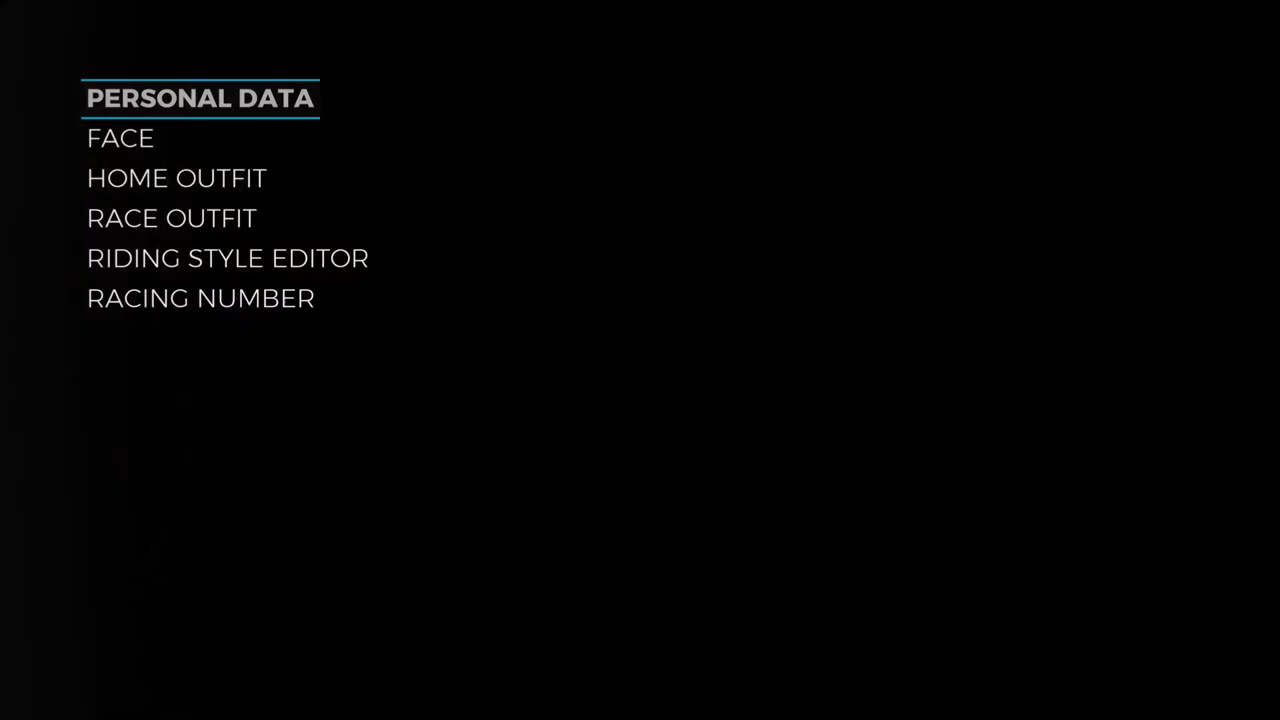 PERSONAL DATA
FACE
HOME OUTFIT
RACE OUTFIT
RIDING STYLE EDITOR
RACING NUMBER